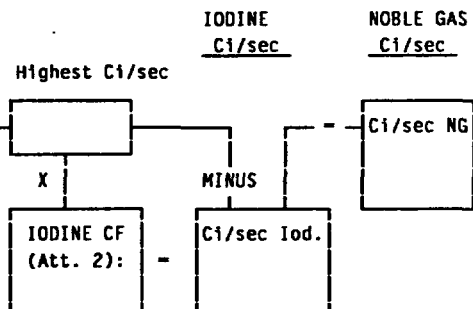 IODINE NOBLE GAS
Ci/sec Ci/sec
Highest Ci/sec
- Ci/sec NG
X MINUS
IODINE CF
(Att. 2):
- Ci/sec Iod.